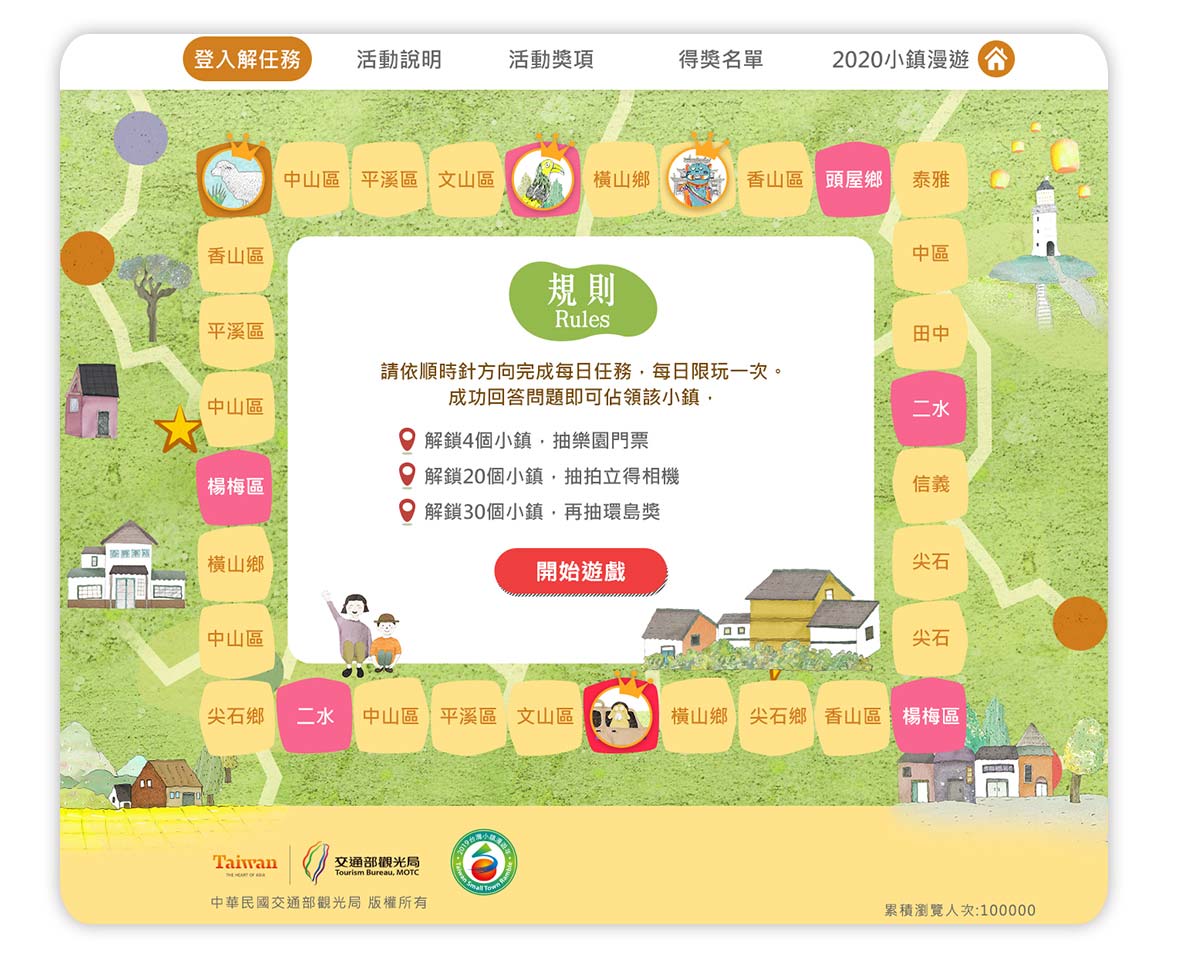 登入解任務
活動說明
活動獎項
得獎名單
2020小鎮漫遊
中山區
平溪區
文山區
橫山鄉
香山區
頭屋鄉
泰雅
香山區
中區
平溪區
田中
中山區
二水
楊梅區
信義
橫山鄉
尖石
中山區
尖石
規則
Rules
請依順時針方向完成每日任務，每日限玩一次。
成功回答問題即可佔領該小鎮，
解鎖4個小鎮，抽樂園門票
解鎖20個小鎮，抽拍立得相機
解鎖30個小鎮，再抽環島獎
開始遊戲
尖石鄉
二水
中山區
平溪區
文山區
橫山鄉
尖石鄉
香山區
楊梅區
Taiwan
THE HEART OF ASIA
交通部觀光局
Tourism Bureau, MOTC
2019台灣小鎮漫遊年
Taiwan Small Town Ramble
中華民國交通部觀光局 版權所有
累積瀏覽人次:100000